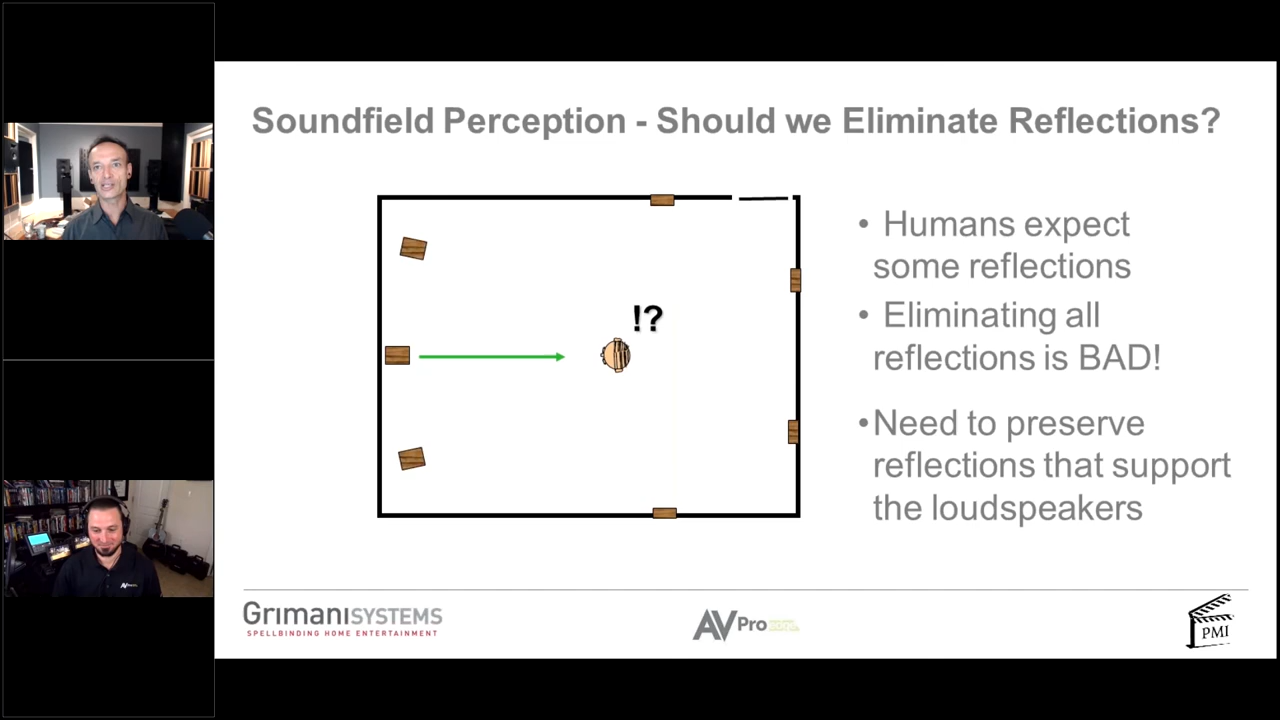 Soundfield Perception - Should we Eliminate Reflections?
!?
• Humans expect
some reflections
• Eliminating all
reflections is BAD!
•Need to preserve
reflections that support
the loudspeakers
GrimaniSYSTEMS
SPELLBINDING HOME ENTERTAINMENT
AVPro
PMI